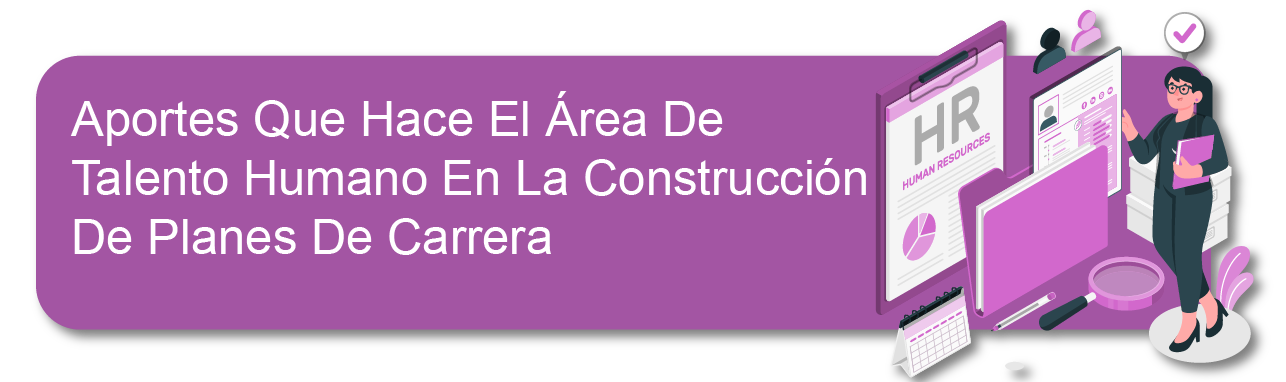 Aportes Que Hace El Área De
Talento Humano En La Construcción
De Planes De Carrera
HR
HUMAN RESOURCES